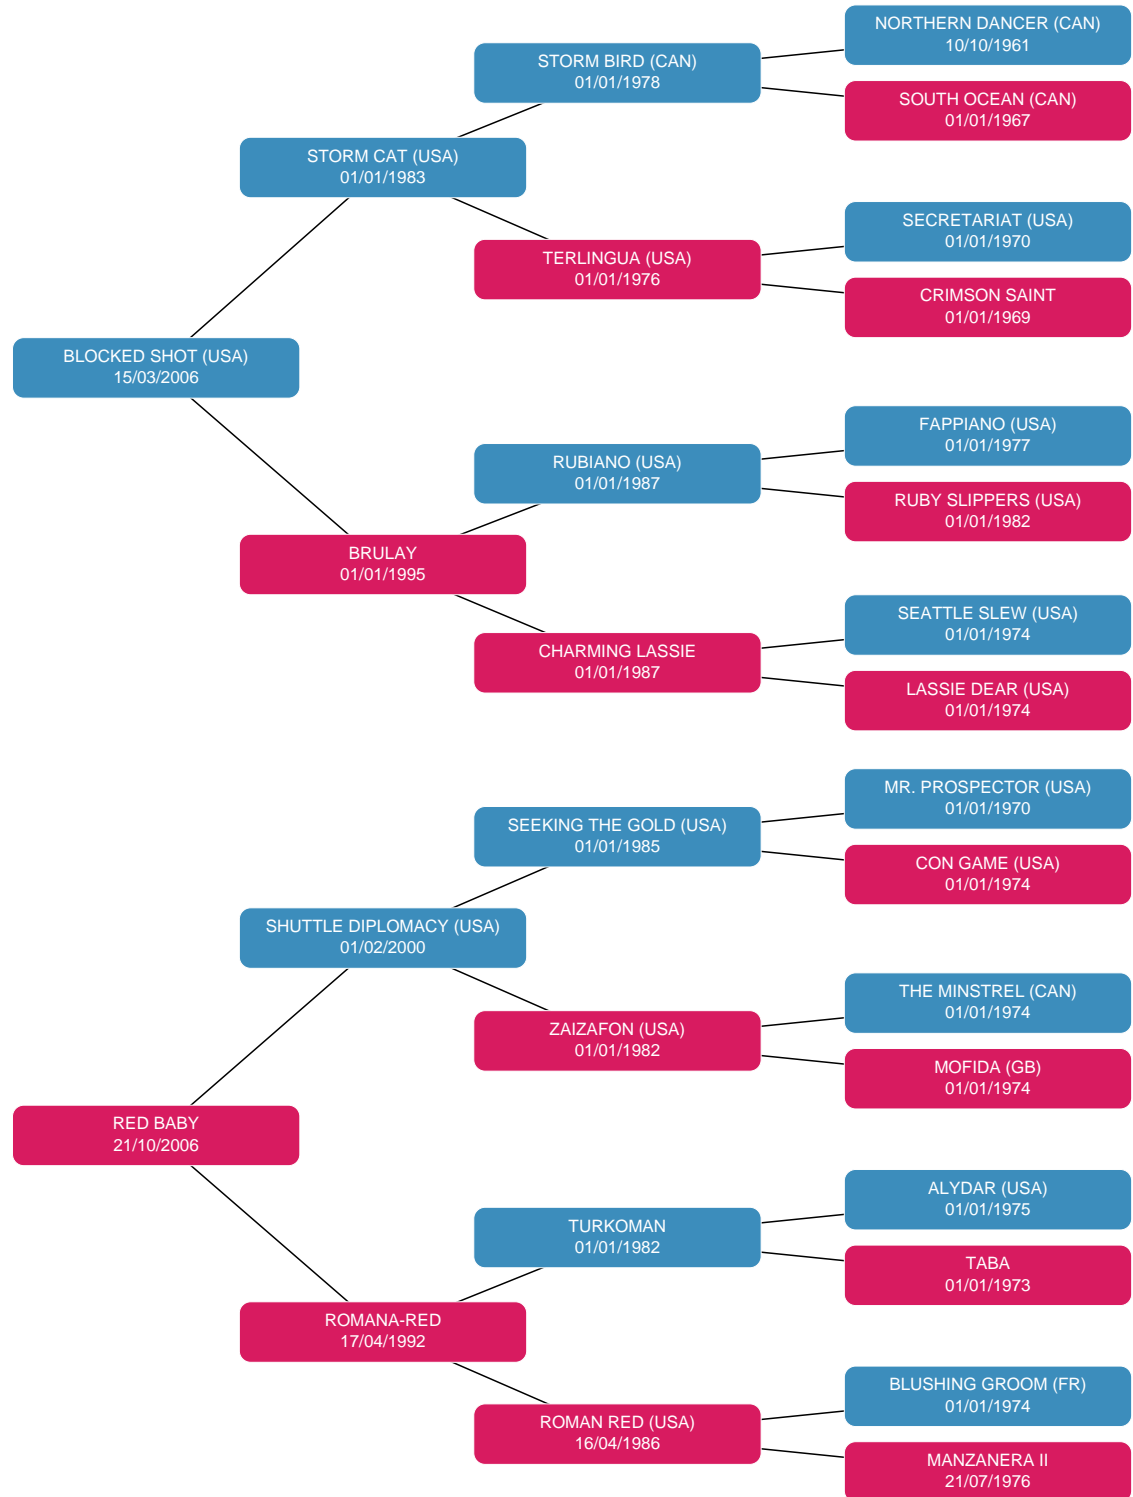 NORTHERN DANCER (CAN)
10/10/1961
STORM BIRD (CAN)
01/01/1978
SOUTH OCEAN (CAN)
01/01/1967
STORM CAT (USA)
01/01/1983
SECRETARIAT (USA)
01/01/1970
TERLINGUA (USA)
01/01/1976
CRIMSON SAINT
01/01/1969
BLOCKED SHOT (USA)
15/03/2006
FAPPIANO (USA)
01/01/1977
RUBIANO (USA)
01/01/1987
RUBY SLIPPERS (USA)
01/01/1982
BRULAY
01/01/1995
SEATTLE SLEW (USA)
01/01/1974
CHARMING LASSIE
01/01/1987
LASSIE DEAR (USA)
01/01/1974
MR. PROSPECTOR (USA)
01/01/1970
SEEKING THE GOLD (USA)
01/01/1985
CON GAME (USA)
01/01/1974
SHUTTLE DIPLOMACY (USA)
01/02/2000
THE MINSTREL (CAN)
01/01/1974
ZAIZAFON (USA)
01/01/1982
MOFIDA (GB)
01/01/1974
RED BABY
21/10/2006
ALYDAR (USA)
01/01/1975
TURKOMAN
01/01/1982
TABA
01/01/1973
ROMANA-RED
17/04/1992
BLUSHING GROOM (FR)
01/01/1974
ROMAN RED (USA)
16/04/1986
MANZANERA II
21/07/1976